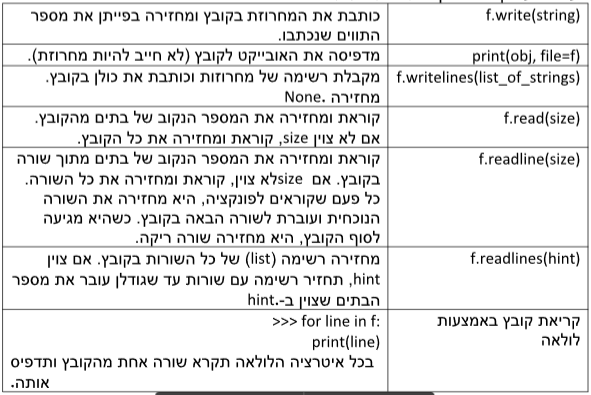 f.write(string)
כותבת את המחרוזת בקובץ ומחזירה בפייתן את מספר
התווים שנכתבו.
print(obj, file=f)
מדפיסה את האובייקט לקובץ (לא חייב להיות מחרוזת).
f.writelines(list_of_strings)
מקבלת רשימה של מחרוזות וכותבת את כולן בקובץ.
מחזירה .None
f.read(size)
קוראת ומחזירה את המספר הנקוב של בתים מהקובץ.
אם לא צוין size, קוראת ומחזירה את כל הקובץ.
f.readline(size)
קוראת ומחזירה את המספר הנקוב של בתים מתוך שורה
בקובץ. אם sizeלא צוין, קוראת ומחזירה את כל השורה.
כל פעם שקוראים לפונקציה, היא מחזירה את השורה
הנוכחית ועוברת לשורה הבאה בקובץ. כשהיא מגיעה
לסוף הקובץ, היא מחזירה שורה ריקה.
f.readlines(hint)
מחזירה רשימה (list) של כל השורות בקובץ. אם צוין
hint, תחזיר רשימה עם שורות עד שגודלן עובר את מספר
הבתים שצוין ב-.hint
קריאת קובץ באמצעות
לולאה
>>> for line in f:
print(line)
בכל איטרציה הלולאה תקרא שורה אחת מהקובץ ותדפיס
אותה.